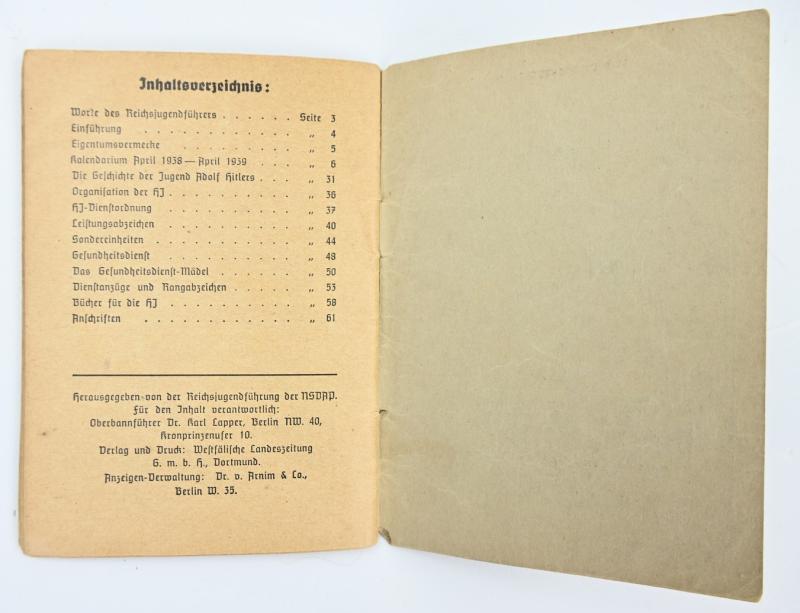 Inhaltsverzeichnis:
Worte des Reichsjugendführers . . . . . . Seite 3
Einführung . . . . . . . . . . . „ 4
Eigentumsvermerke . . . . . . . . „ 5
Kalendarium April 1938 — April 1939 . . . „ 6
Die Geschichte der Jugend Adolf Hitlers . . . „ 31
Organisation der HJ . . . . . . . . . . „ 36
HJ-Dienstordnung . . . . . . . . . „ 37
Leistungsabzeichen . . . . . . . . . „ 40
Sondereinheiten . . . . . . . . . . . „ 44
Gesundheitsdienst . . . . . . . . . „ 48
Das Gesundheitsdienst-Mädel . . . . . . „ 50
Dienstanzüge und Rangabzeichen . . . . . „ 53
Bücher für die HJ . . . . . . . . . . „ 58
Anschriften . . . . . . . . . . . „ 61
Herausgegeben von der Reichsjugendführung der NSDAP.
Für den Inhalt verantwortlich:
Oberbannführer Dr. Karl Lapper, Berlin NW. 40,
Kronprinzenufer 10.
Verlag und Druck: Westfälische Landeszeitung
G. m. b. H., Dortmund.
Anzeigen-Verwaltung: Dr. v. Arnim & Co.,
Berlin W. 35.